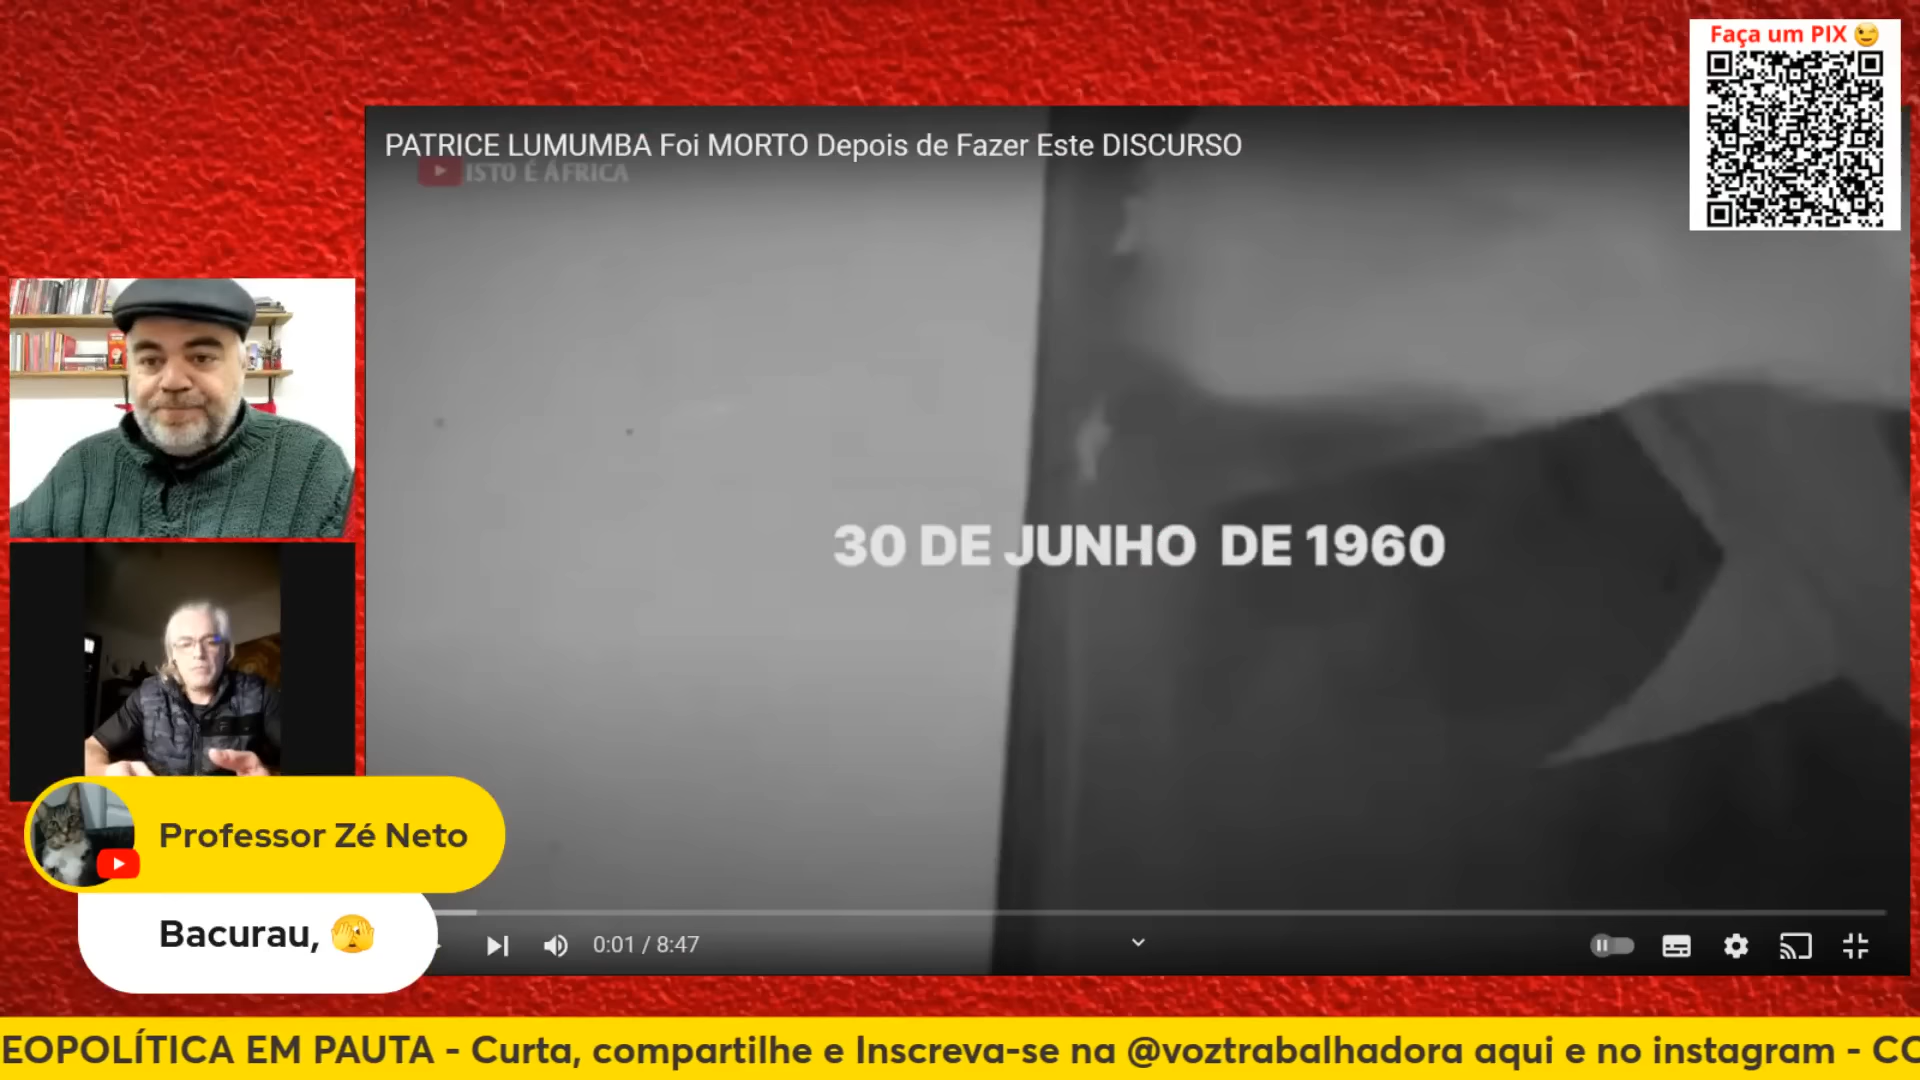 Faça um PIX 😉
PATRICE LUMUMBA Foi MORTO Depois de Fazer Este DISCURSO
ISTO É ÁFRICA
30 DE JUNHO DE 1960
Professor Zé Neto
Bacurau, 🫣
0:01 / 8:47
EOPOLÍTICA EM PAUTA - Curta, compartilhe e Inscreva-se na @voztrabalhadora aqui e no instagram - CO